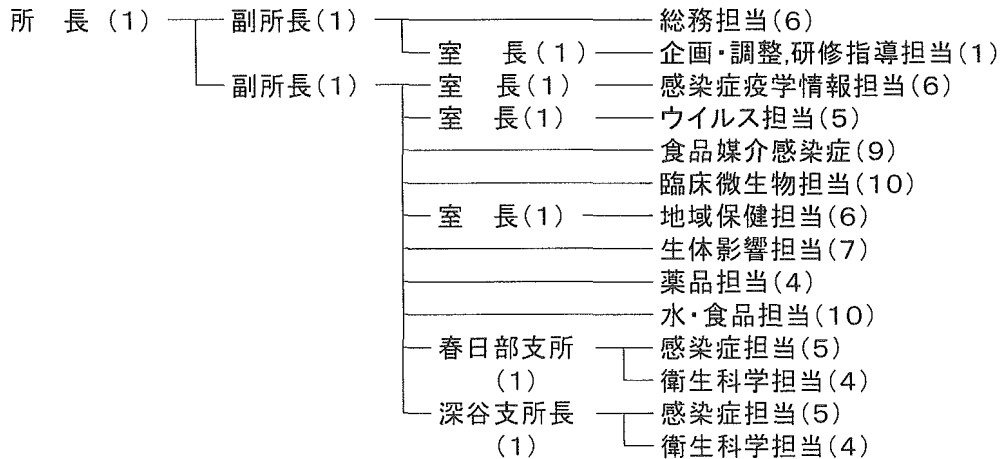 所　長（1） 副所長（1） 総務担当（6）
室　長（1） 企画・調整,研修指導担当（1）
副所長（1） 室　長（1） 感染症疫学情報担当（6）
室　長（1） ウイルス担当（5）
食品媒介感染症（9）
臨床微生物担当（10）
室　長（1） 地域保健担当（6）
生体影響担当（7）
薬品担当（4）
水・食品担当（10）
春日部支所 感染症担当（5）
（1） 衛生科学担当（4）
深谷支所長 感染症担当（5）
（1） 衛生科学担当（4）